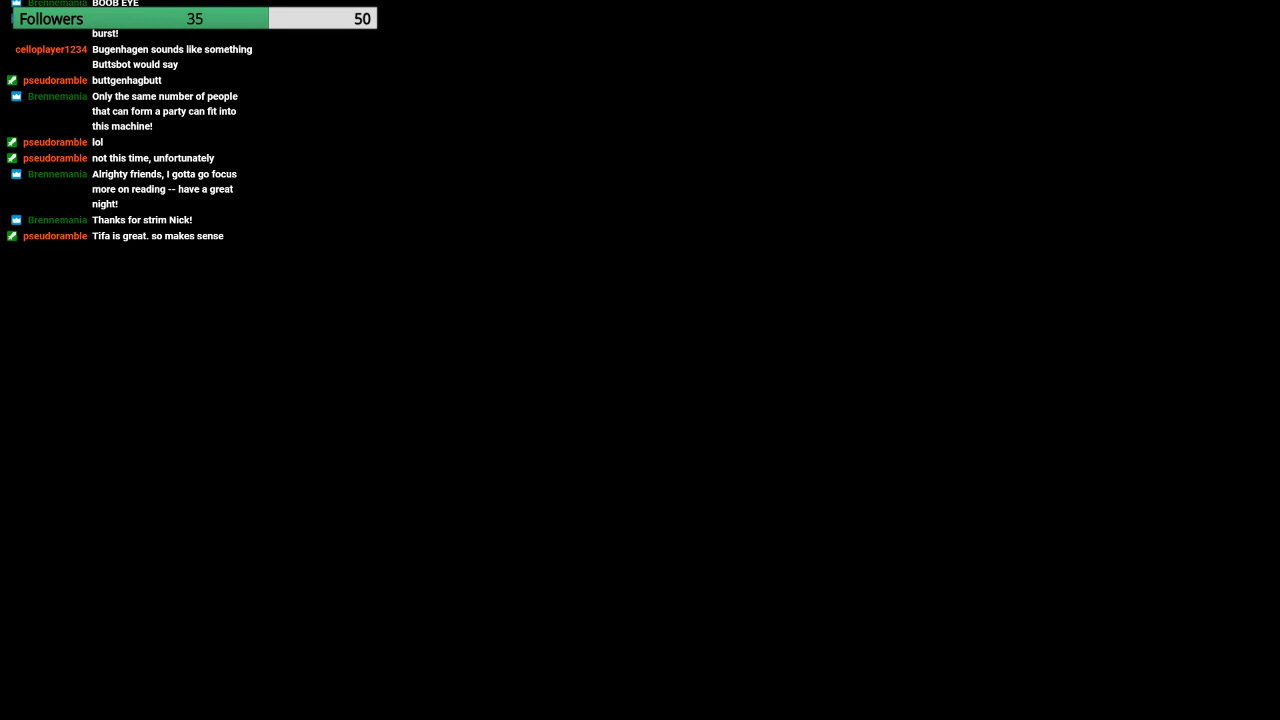 Brennemania BOOB EYE
Followers 35 50
burst!
celloplayer1234 Bugenhagen sounds like something
Buttsbot would say
pseudoramble buttgenhagbutt
Brennemania Only the same number of people
that can form a party can fit into
this machine!
pseudoramble lol
pseudoramble not this time, unfortunately
Brennemania Alrighty friends, I gotta go focus
more on reading -- have a great
night!
Brennemania Thanks for strim Nick!
pseudoramble Tifa is great. so makes sense